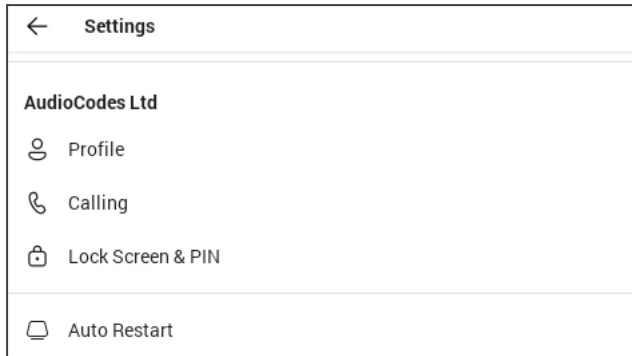 Settings
AudioCodes Ltd
Profile
Calling
Lock Screen & PIN
Auto Restart